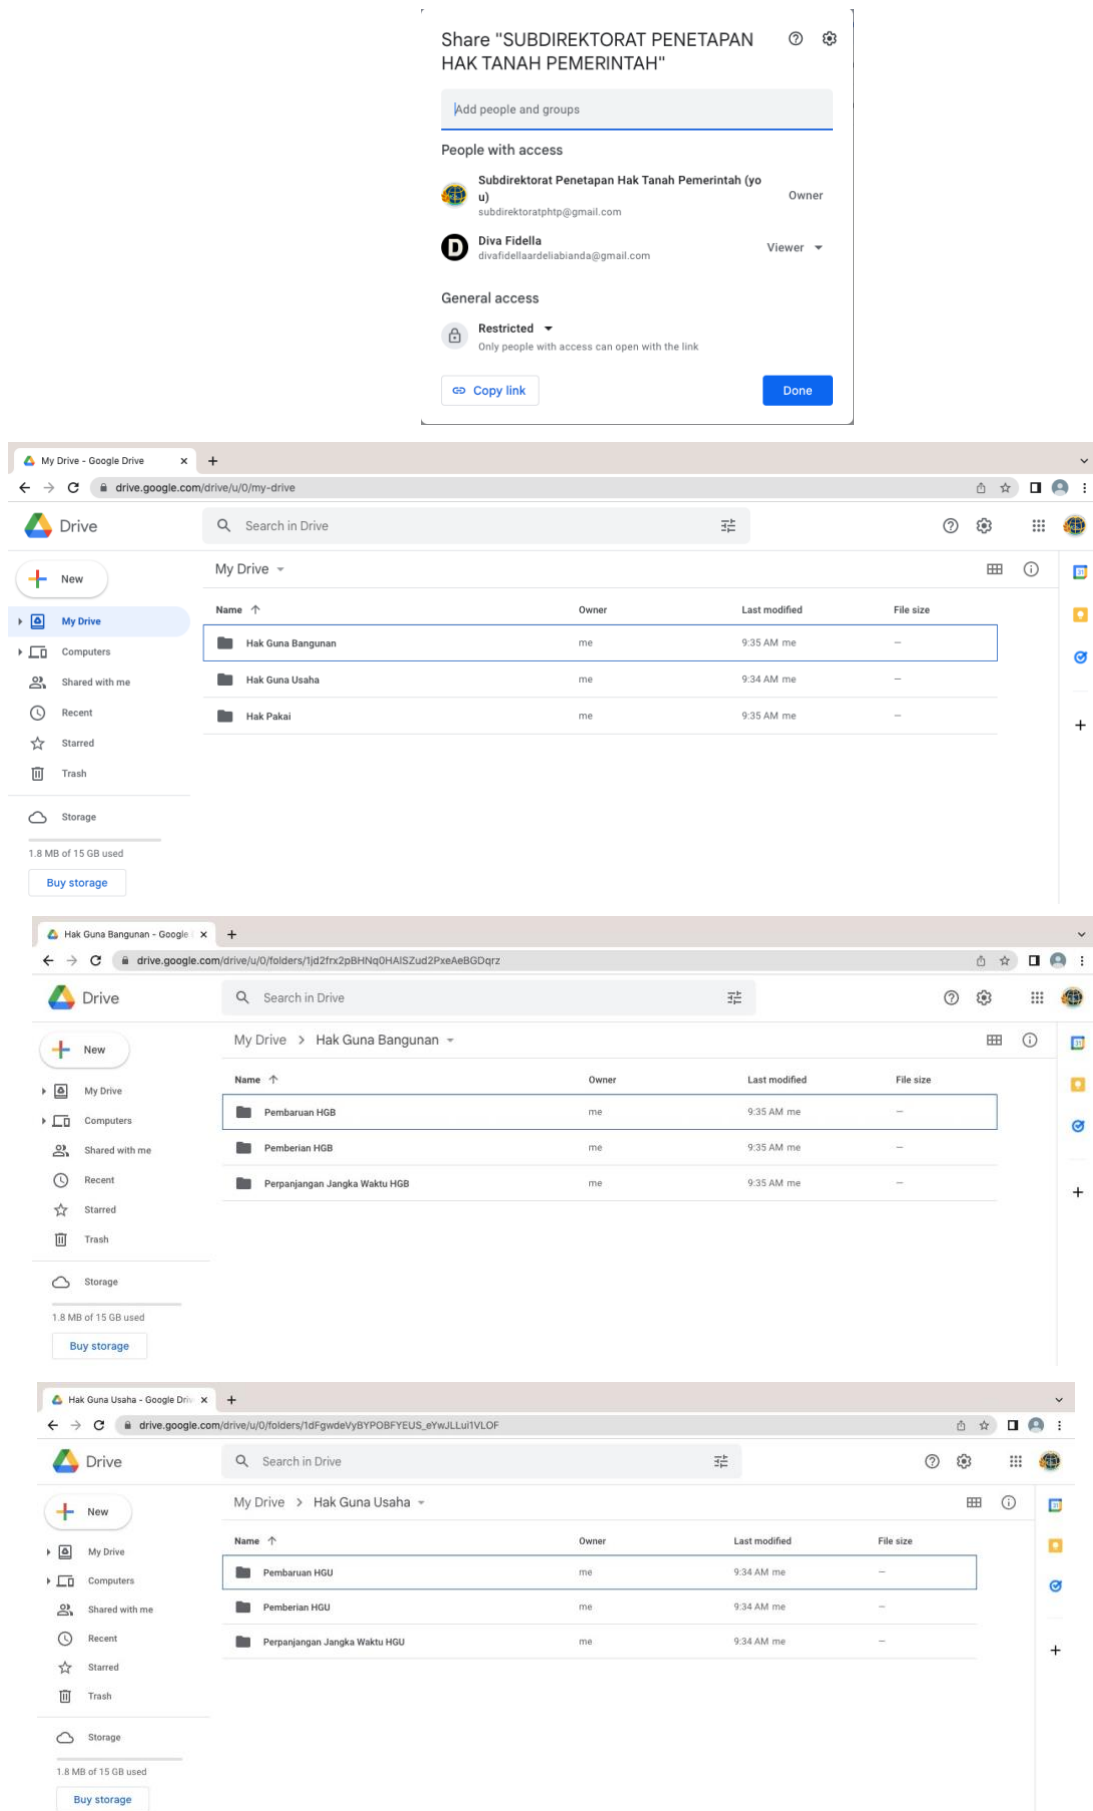 Share "SUBDIREKTORAT PENETAPAN
HAK TANAH PEMERINTAH"
Add people and groups
People with access
Subdirektorat Penetapan Hak Tanah Pemerintah (yo
u)
Owner
subdirektoratphtp@gmail.com
D
Diva Fidella
Viewer
divafidellaardeliabianda@gmail.com
General access
Restricted
Only people with access can open with the link
Copy link
Done
My Drive - Google Drive
drive.google.com/drive/u/0/my-drive
Drive
Search in Drive
New
My Drive
Name Owner Last modified File size
My Drive
Hak Guna Bangunan me 9:35 AM me –
Computers
Hak Guna Usaha me 9:34 AM me –
Shared with me
Hak Pakai me 9:35 AM me –
Recent
Starred
Trash
Storage
1.8 MB of 15 GB used
Buy storage
Hak Guna Bangunan - Google
drive.google.com/drive/u/0/folders/1jd2frx2pBHNq0HAlSZud2PxeAeBGDqrz
Drive
Search in Drive
New
My Drive > Hak Guna Bangunan
Name Owner Last modified File size
My Drive
Pembaruan HGB me 9:35 AM me –
Computers
Pemberian HGB me 9:35 AM me –
Shared with me
Perpanjangan Jangka Waktu HGB me 9:35 AM me –
Recent
Starred
Trash
Storage
1.8 MB of 15 GB used
Buy storage
Hak Guna Usaha - Google Driv
drive.google.com/drive/u/0/folders/1dFgwdeVyBYPOBFYEUS_eYwJLLui1VLOF
Drive
Search in Drive
New
My Drive > Hak Guna Usaha
Name Owner Last modified File size
My Drive
Pembaruan HGU me 9:34 AM me –
Computers
Pemberian HGU me 9:34 AM me –
Shared with me
Perpanjangan Jangka Waktu HGU me 9:34 AM me –
Recent
Starred
Trash
Storage
1.8 MB of 15 GB used
Buy storage